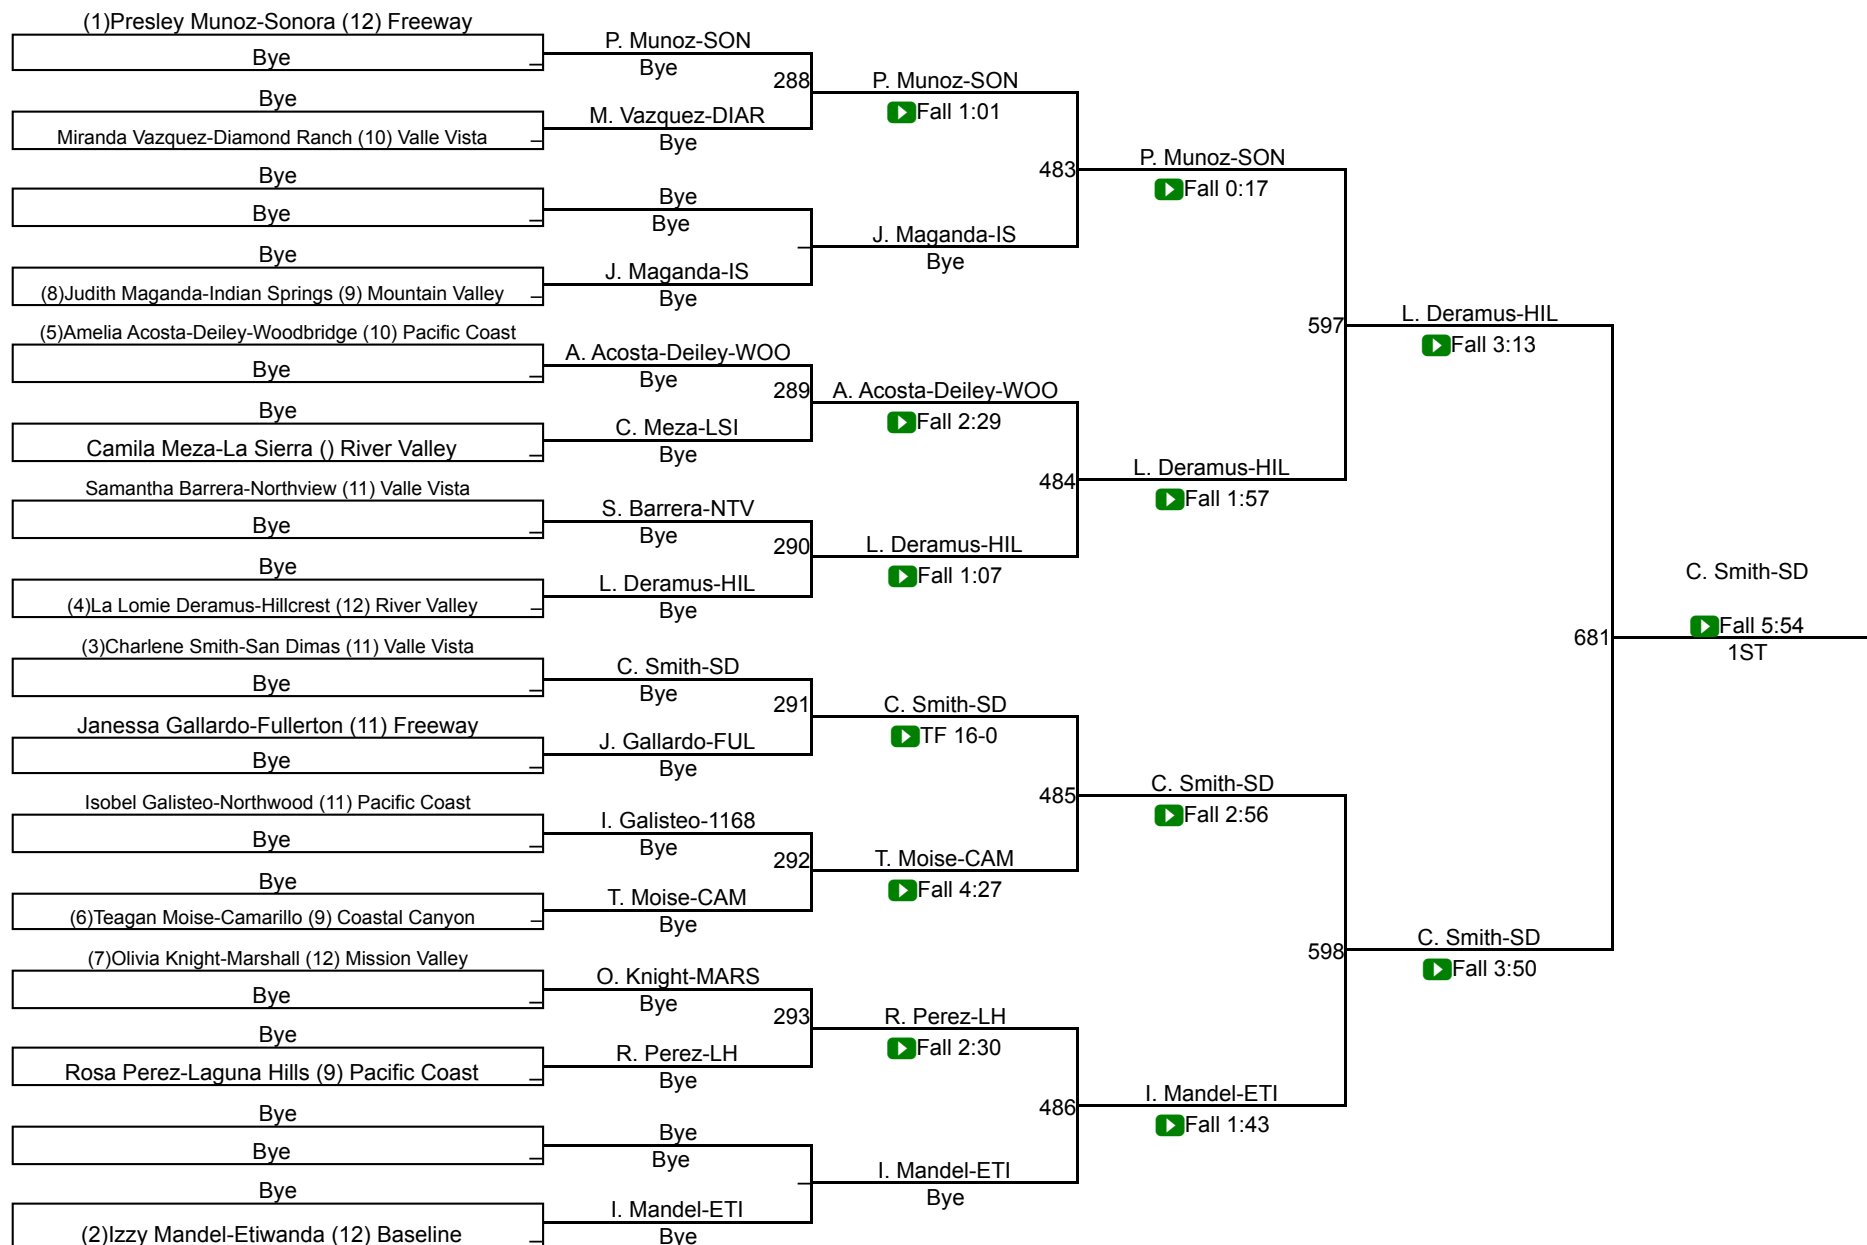 (1)Presley Munoz-Sonora (12) Freeway
Bye
Bye
Miranda Vazquez-Diamond Ranch (10) Valle Vista
Bye
Bye
Bye
(8)Judith Maganda-Indian Springs (9) Mountain Valley
(5)Amelia Acosta-Deiley-Woodbridge (10) Pacific Coast
Bye
Bye
Camila Meza-La Sierra () River Valley
Samantha Barrera-Northview (11) Valle Vista
Bye
Bye
(4)La Lomie Deramus-Hillcrest (12) River Valley
(3)Charlene Smith-San Dimas (11) Valle Vista
Bye
Janessa Gallardo-Fullerton (11) Freeway
Bye
Isobel Galisteo-Northwood (11) Pacific Coast
Bye
Bye
(6)Teagan Moise-Camarillo (9) Coastal Canyon
(7)Olivia Knight-Marshall (12) Mission Valley
Bye
Bye
Rosa Perez-Laguna Hills (9) Pacific Coast
Bye
Bye
Bye
(2)Izzy Mandel-Etiwanda (12) Baseline
P. Munoz-SON
Bye
288
M. Vazquez-DIAR
Bye
Bye
Bye
J. Maganda-IS
Bye
A. Acosta-Deiley-WOO
Bye
289
C. Meza-LSI
Bye
S. Barrera-NTV
Bye
290
L. Deramus-HIL
Bye
C. Smith-SD
Bye
291
J. Gallardo-FUL
Bye
I. Galisteo-1168
Bye
292
T. Moise-CAM
Bye
O. Knight-MARS
Bye
293
R. Perez-LH
Bye
Bye
Bye
I. Mandel-ETI
Bye
P. Munoz-SON
Fall 1:01
483
J. Maganda-IS
Bye
A. Acosta-Deiley-WOO
Fall 2:29
484
L. Deramus-HIL
Fall 1:07
C. Smith-SD
TF 16-0
485
T. Moise-CAM
Fall 4:27
R. Perez-LH
Fall 2:30
486
I. Mandel-ETI
Bye
P. Munoz-SON
Fall 0:17
597
L. Deramus-HIL
Fall 1:57
C. Smith-SD
Fall 2:56
598
I. Mandel-ETI
Fall 1:43
L. Deramus-HIL
Fall 3:13
681
C. Smith-SD
Fall 3:50
C. Smith-SD
Fall 5:54
1ST